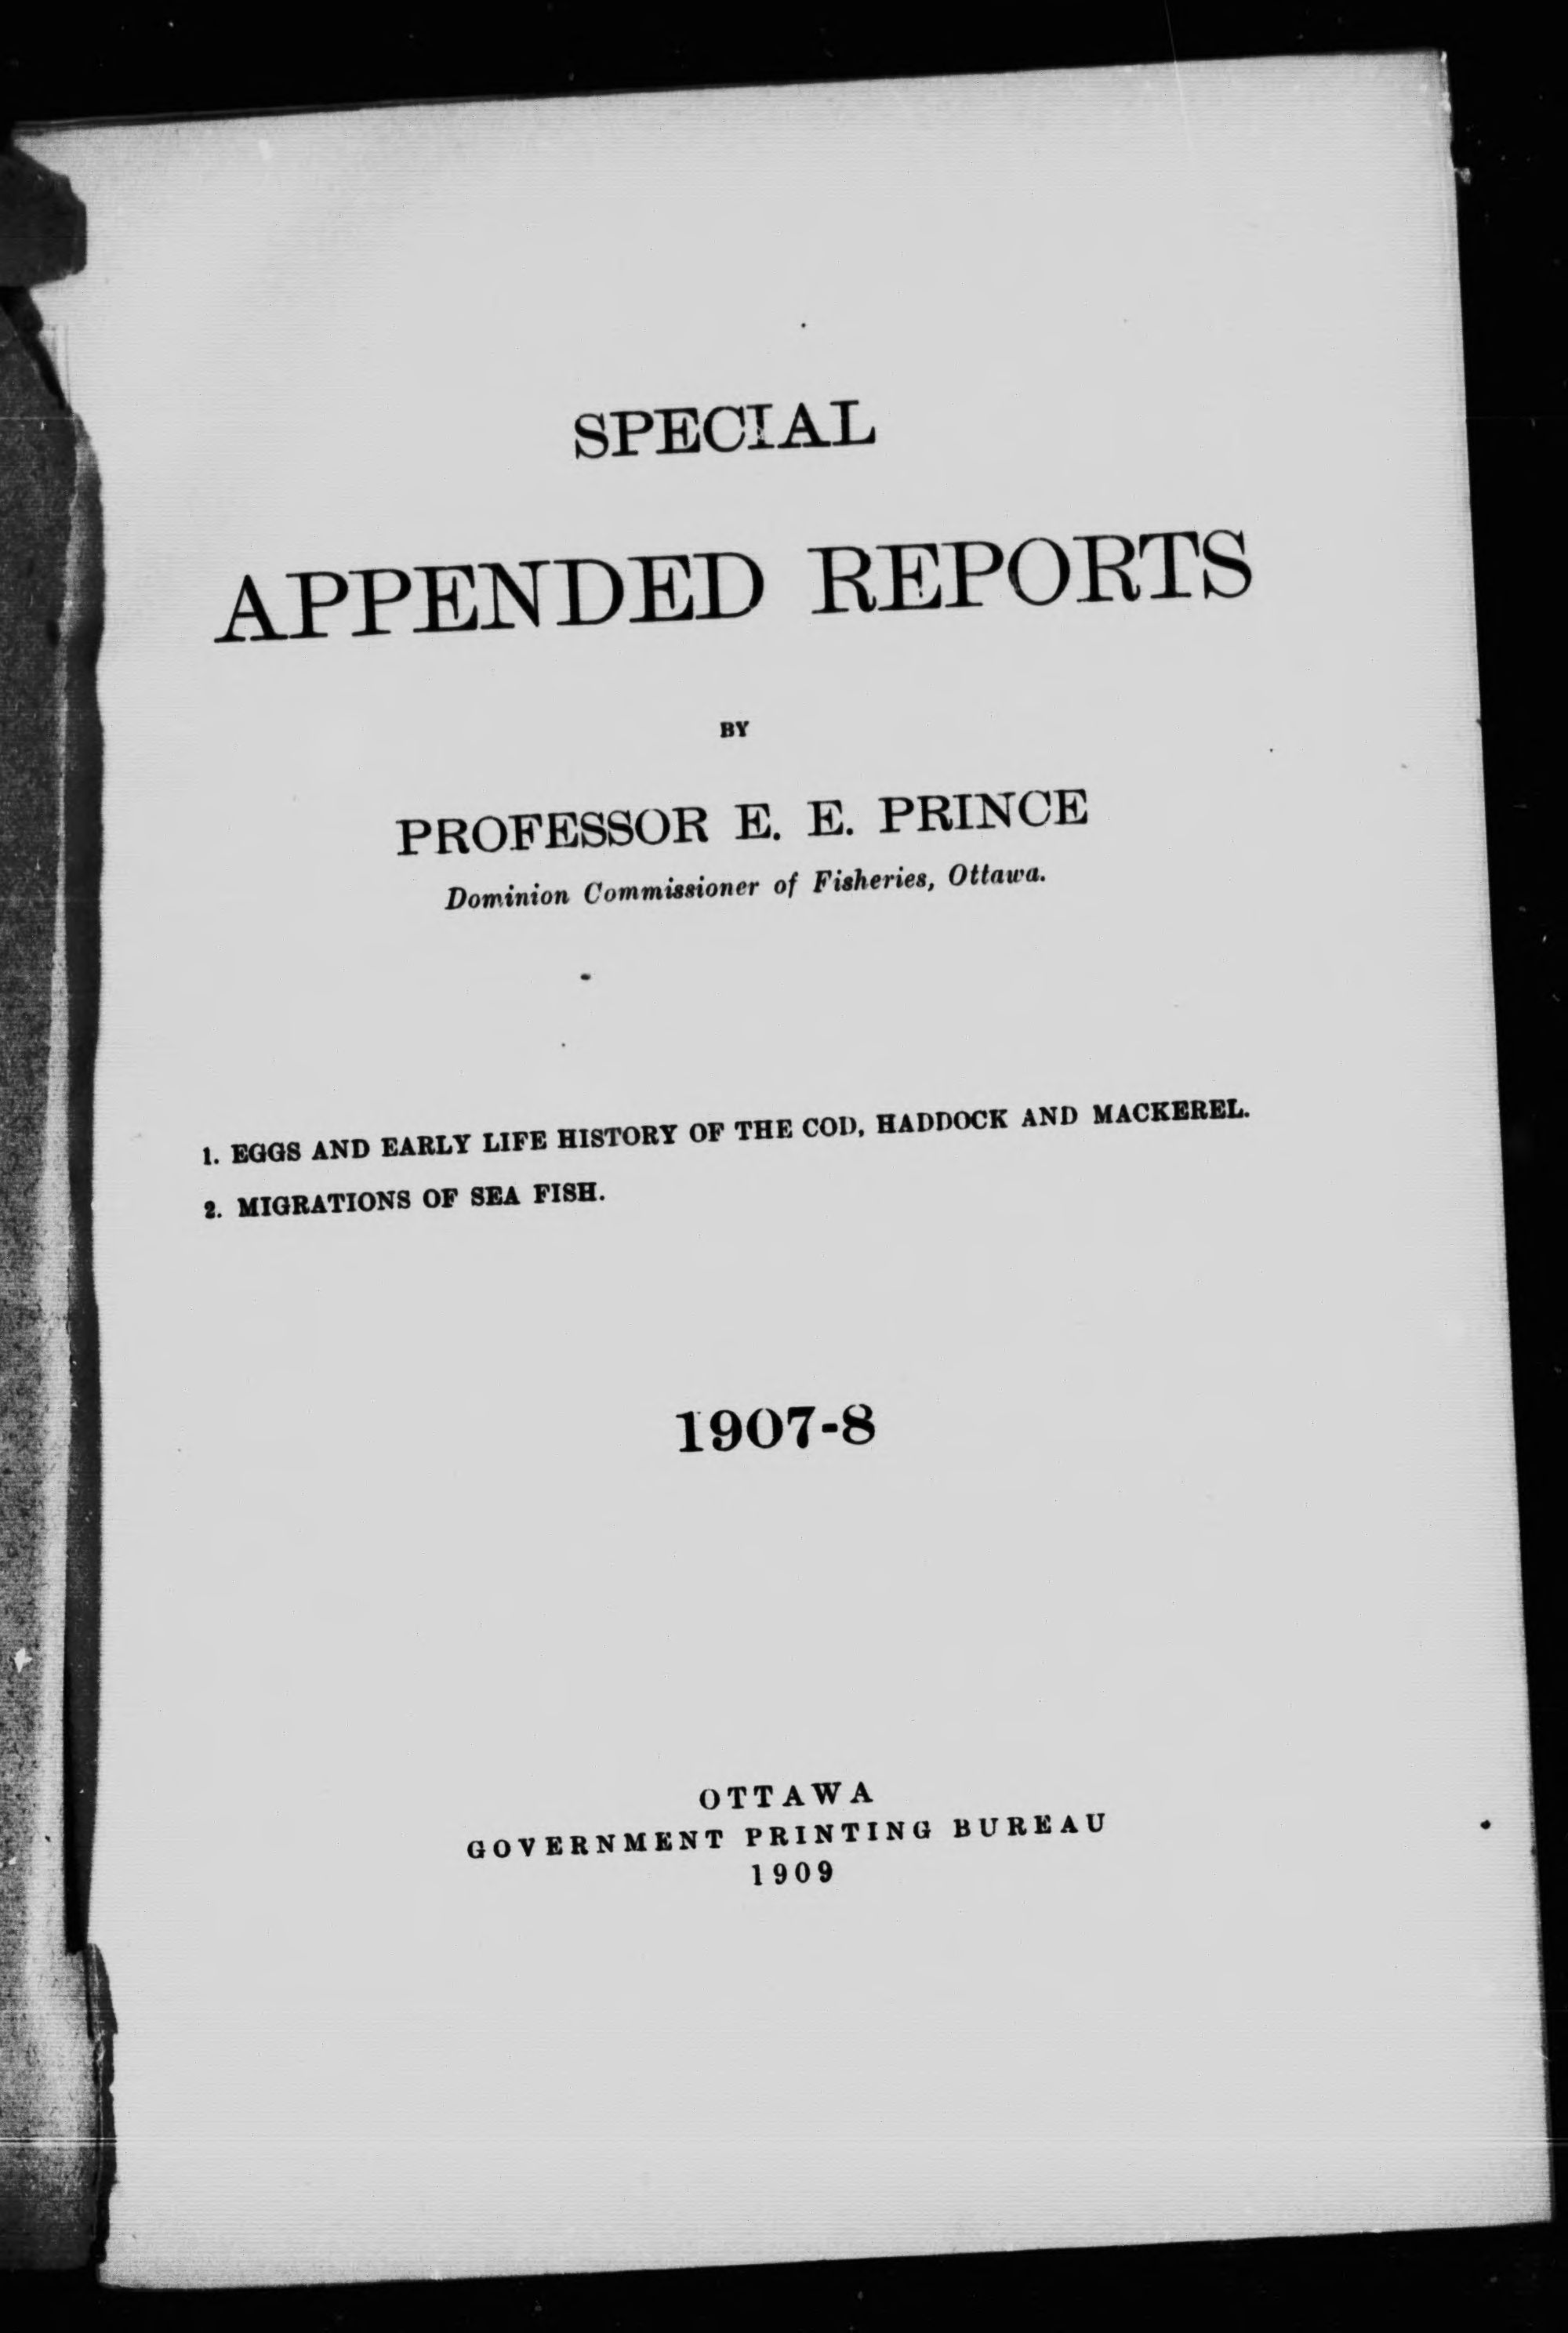 SPECIAL
APPENDED REPORTS
BY
PROFESSOR E. E. PRINCE
Dominion Commissioner of Fisheries, Ottawa.
1. EGGS AND EARLY LIFE HISTORY OF THE COD, HADDOCK AND MACKEREL.
2. MIGRATIONS OF SEA FISH.
1907-8
OTTAWA
GOVERNMENT PRINTING BUREAU
1909